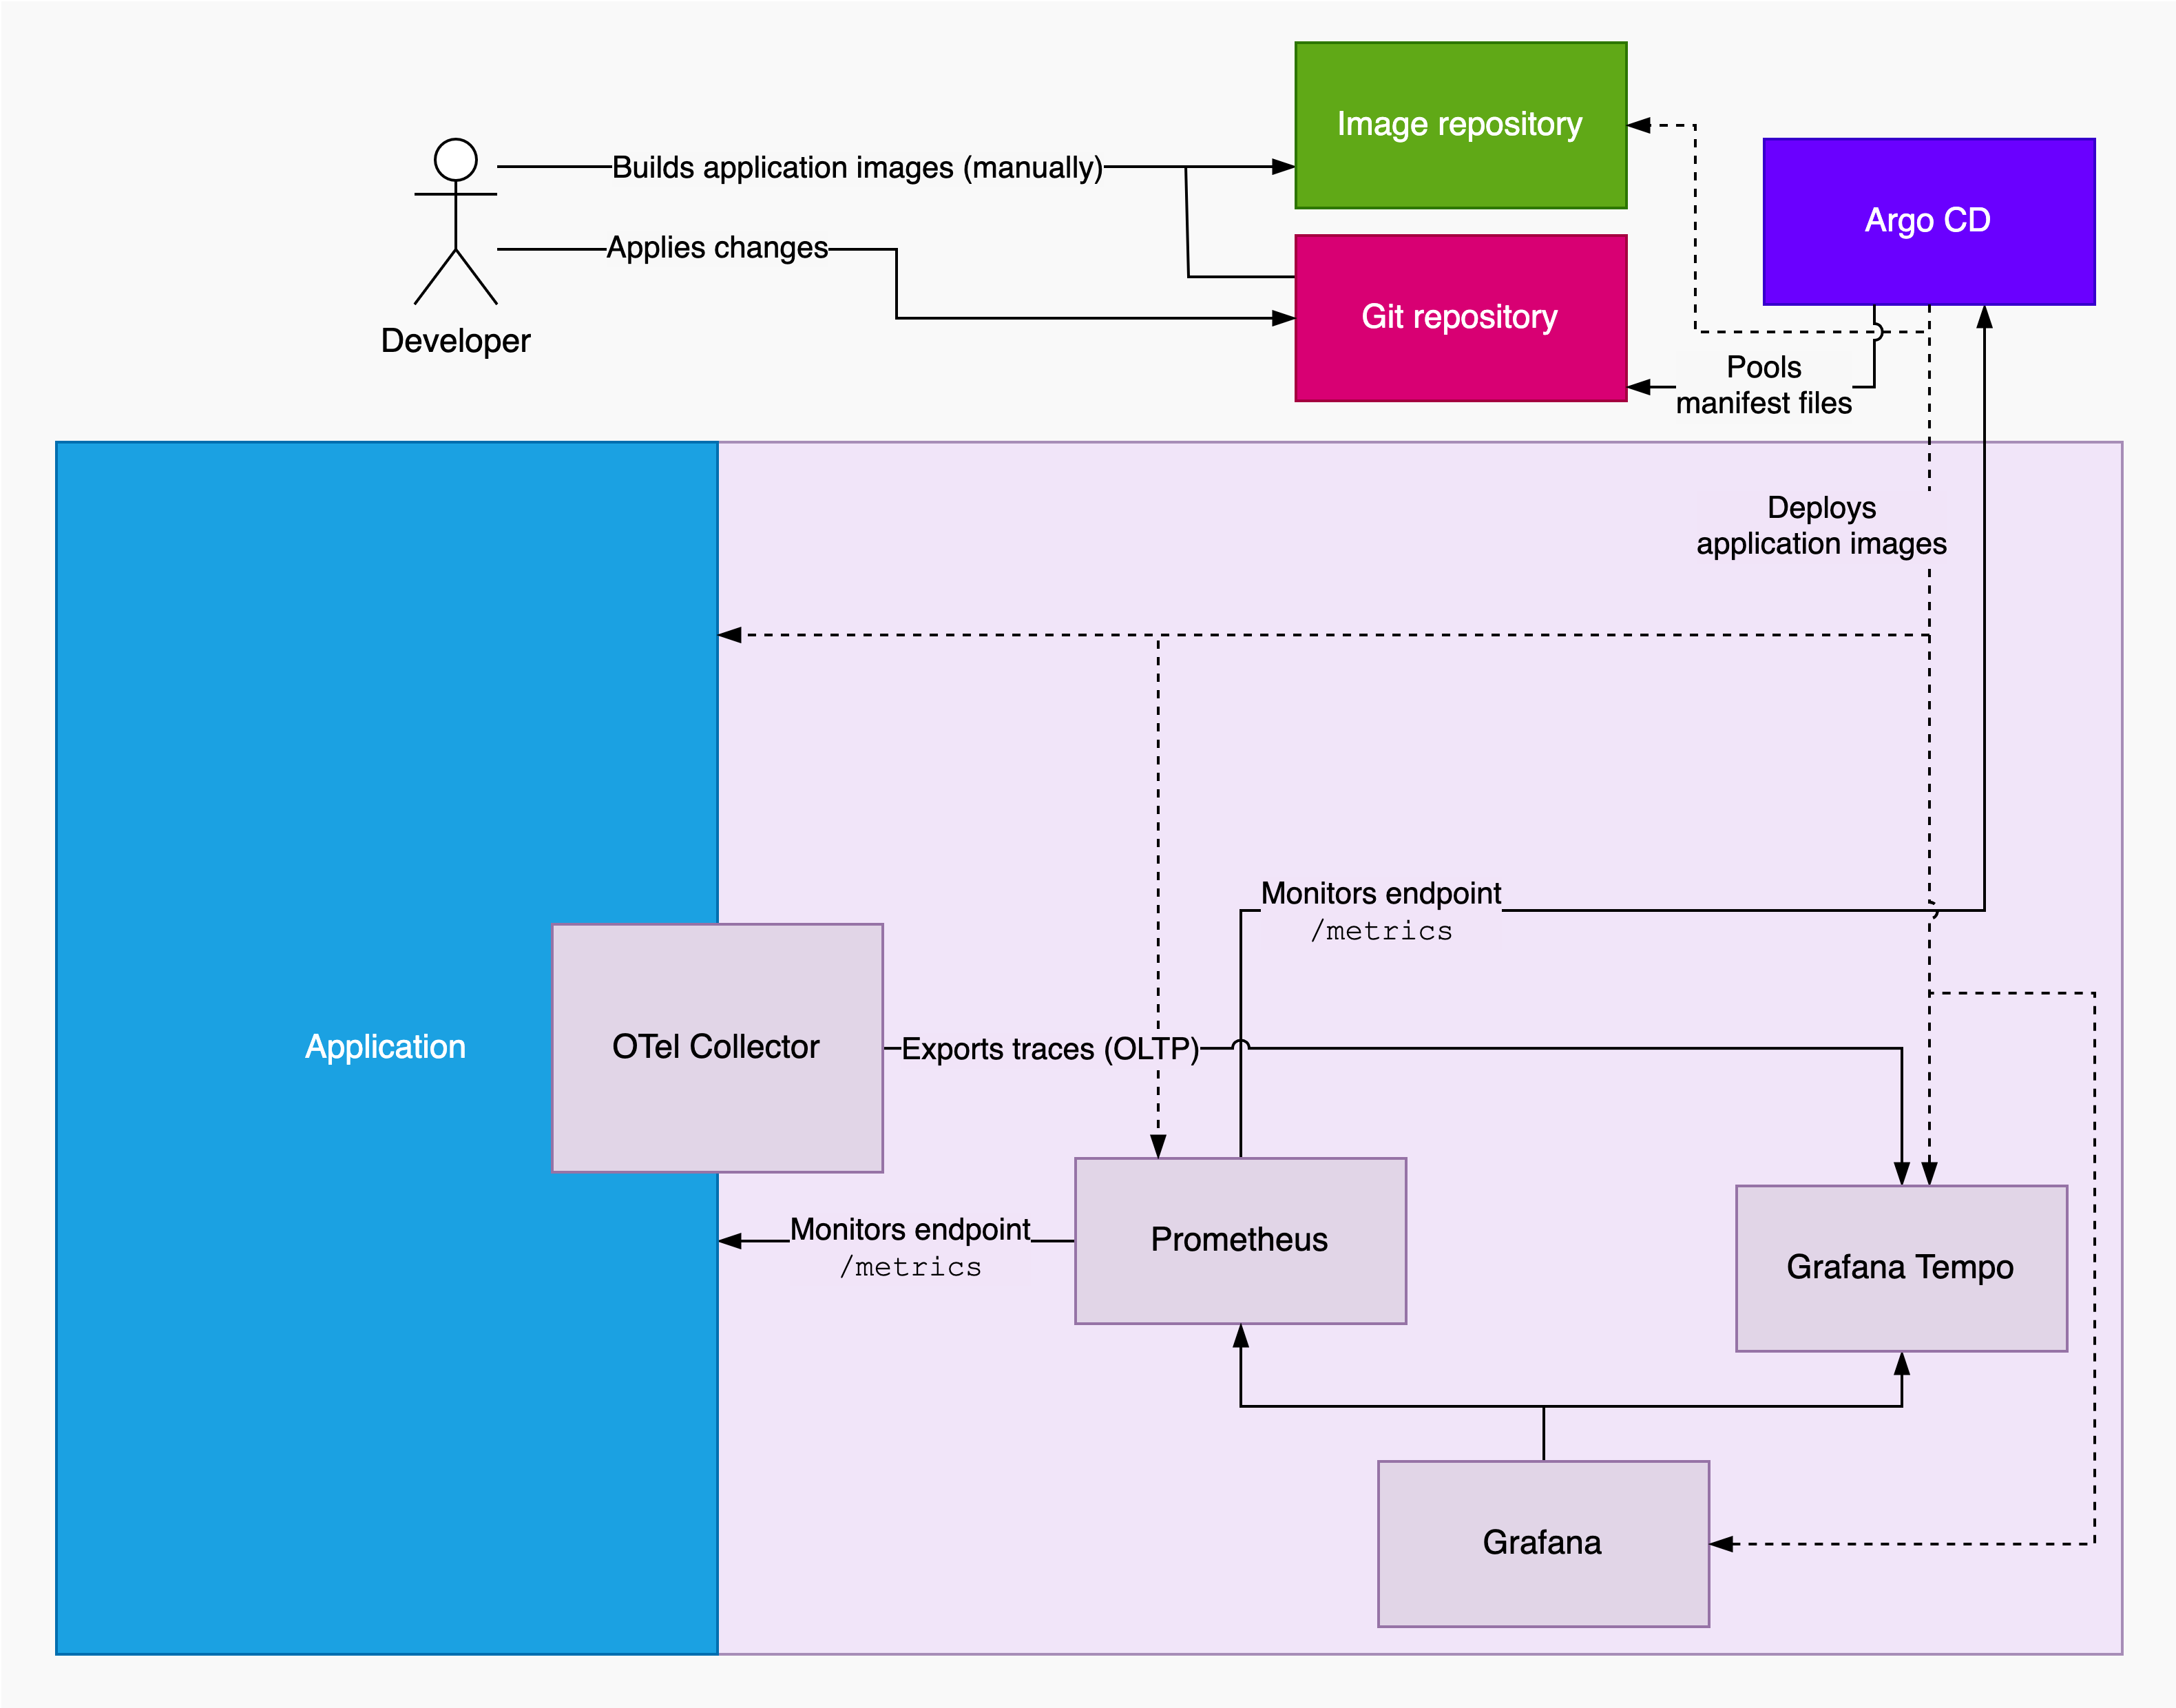 Image repository
Builds application images (manually)
Argo CD
Applies changes
Git repository
Developer
Pools
manifest files
Deploys
application images
Monitors endpoint
/metrics
Application
OTel Collector
Exports traces (OLTP)
Monitors endpoint
/metrics
Prometheus
Grafana Tempo
Grafana